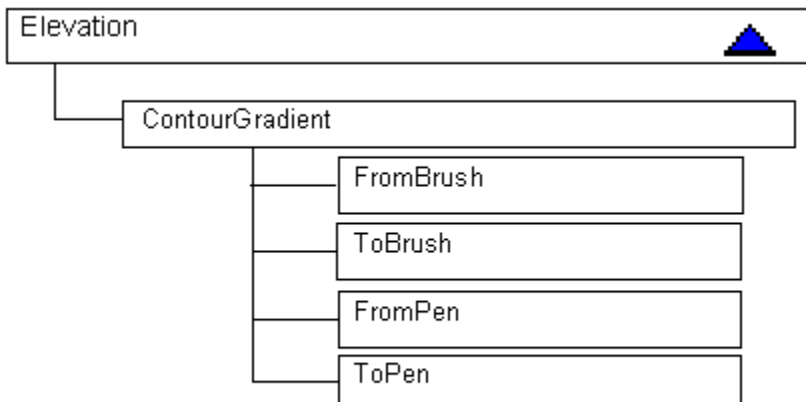 Elevation
ContourGradient
FromBrush
ToBrush
FromPen
ToPen